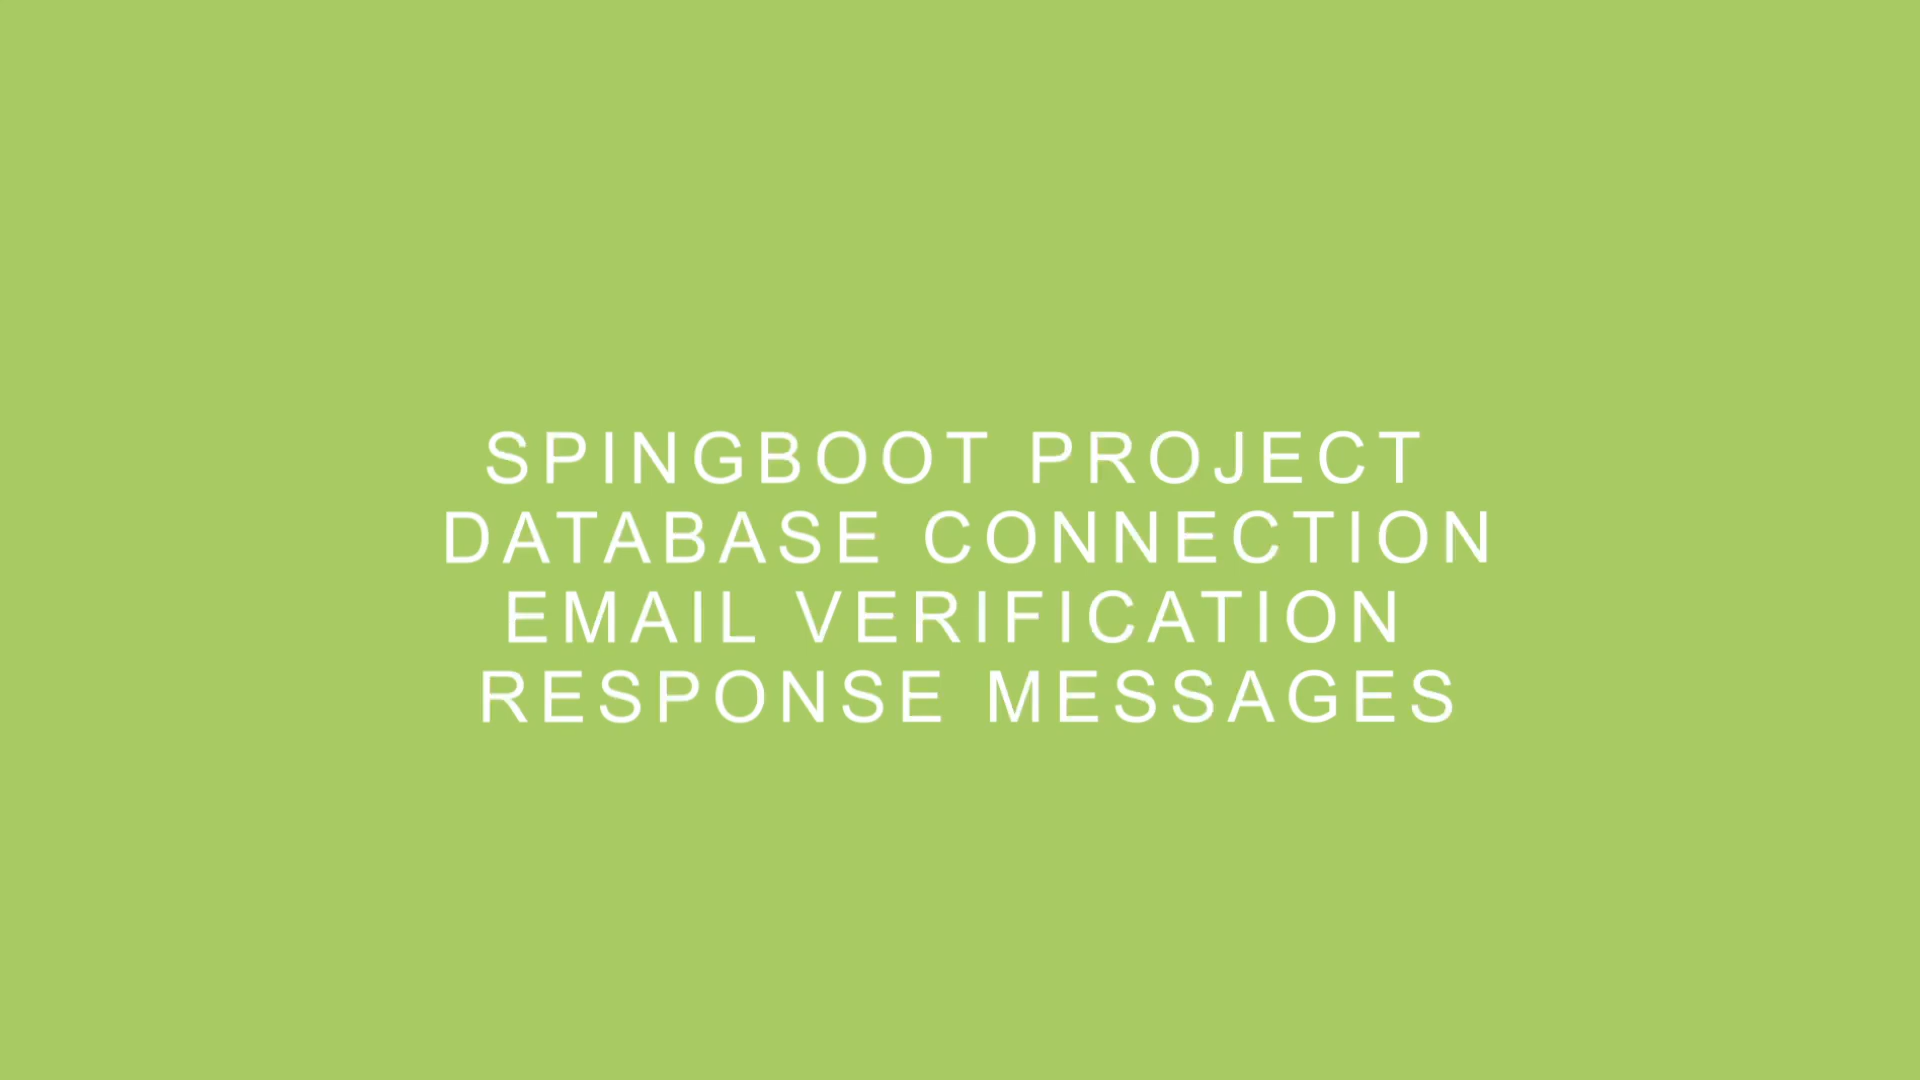 SPINGBOOT PROJECT
DATABASE CONNECTION
EMAIL VERIFICATION
RESPONSE MESSAGES